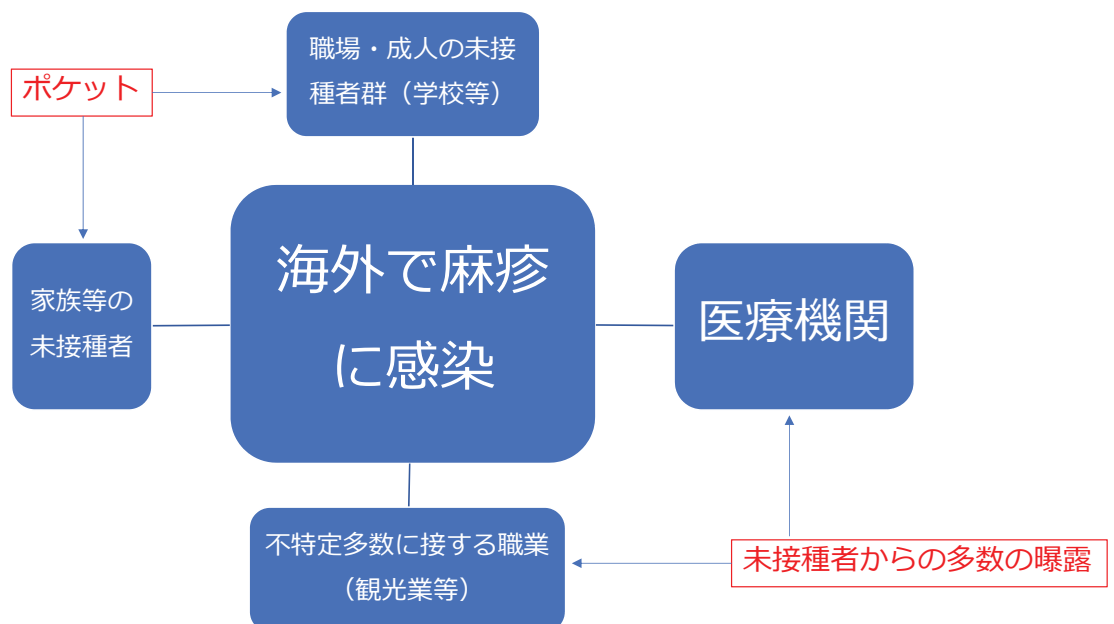 職場・成人の未接
種者群（学校等）
ポケット
海外で麻疹
に感染
家族等の
未接種者
医療機関
不特定多数に接する職業
（観光業等）
未接種者からの多数の曝露